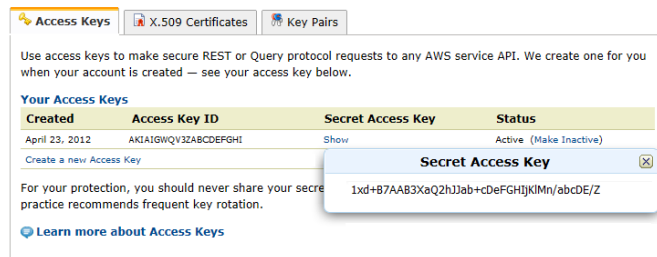 Access Keys
X.509 Certificates
Key Pairs
Use access keys to make secure REST or Query protocol requests to any AWS service API. We create one for you
when your account is created — see your access key below.
Your Access Keys
Created Access Key ID Secret Access Key Status
April 23, 2012 AKIAIGWQV3ZABCDEFGHI Show Active (Make Inactive)
Create a new Access Key
Secret Access Key
1xd+B7AAB3XaQ2hJJab+cDeFGHIjKlMn/abcDE/Z
For your protection, you should never share your secre
practice recommends frequent key rotation.
Learn more about Access Keys